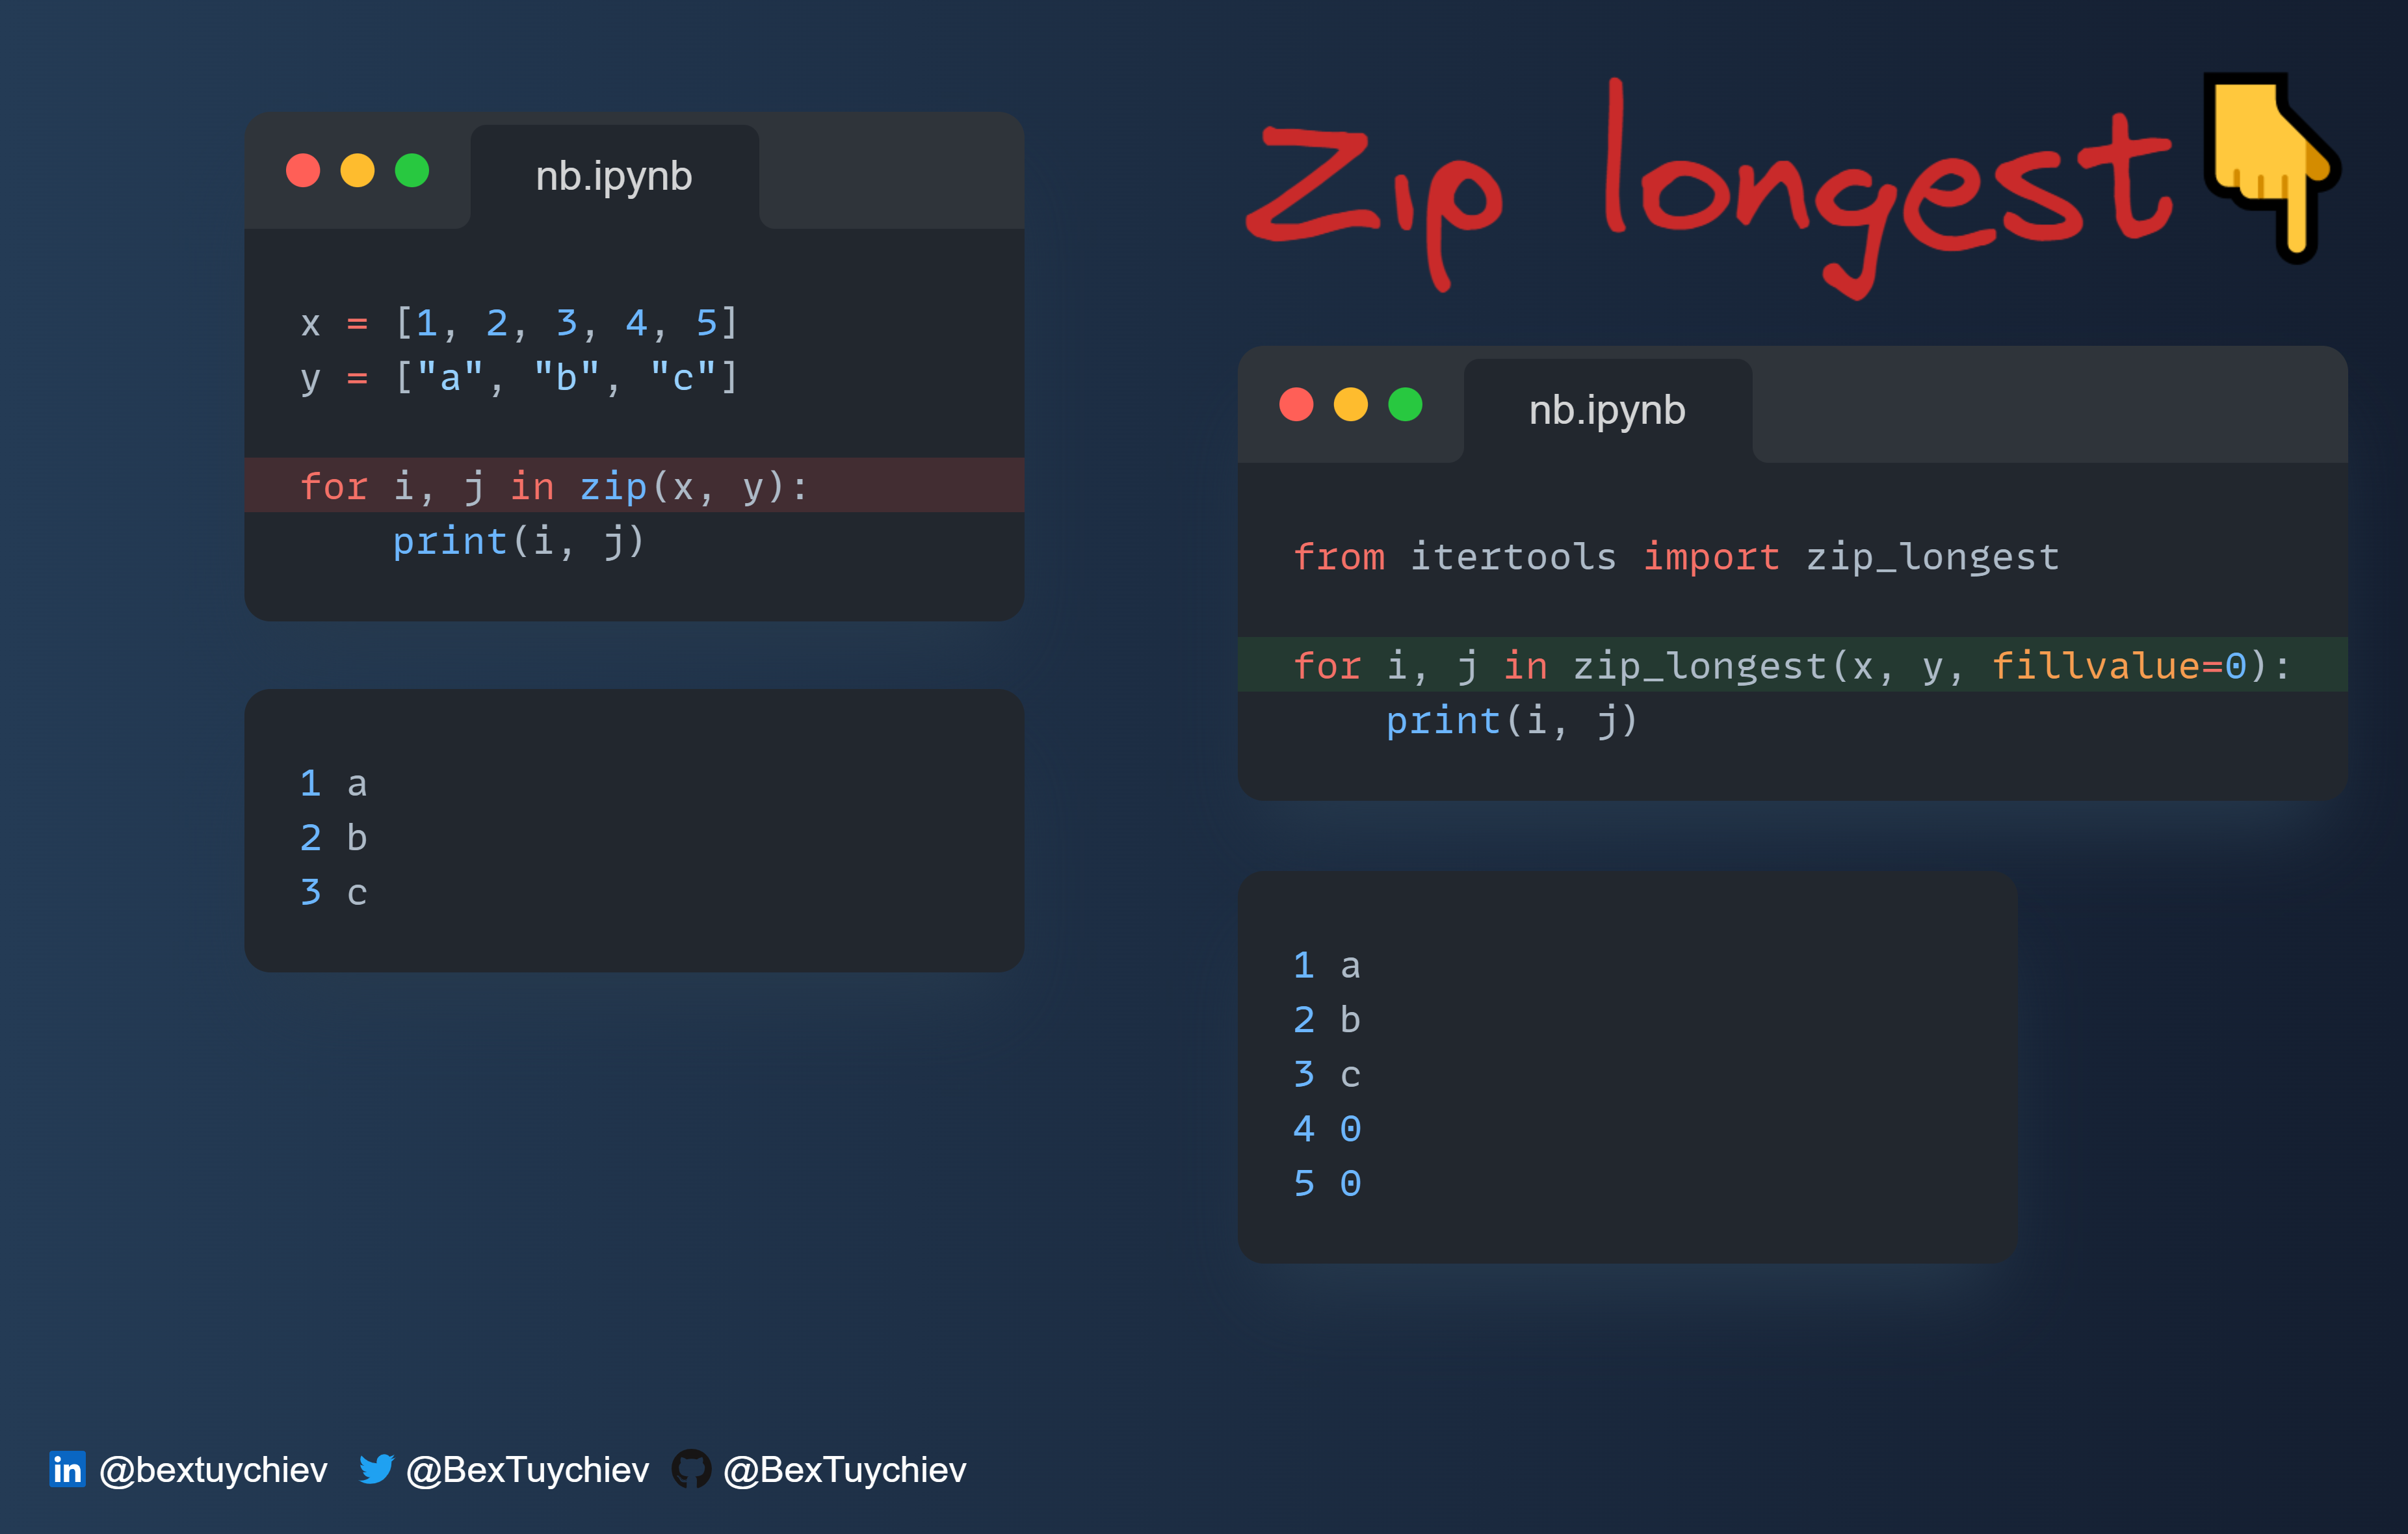 nb.ipynb
x = [1, 2, 3, 4, 5]
y = ["a", "b", "c"]
for i, j in zip(x, y):
    print(i, j)
1 a
2 b
3 c
Zip longest
nb.ipynb
from itertools import zip_longest
for i, j in zip_longest(x, y, fillvalue=0):
    print(i, j)
1 a
2 b
3 c
4 0
5 0
in @bextuychiev @BexTuychiev @BexTuychiev